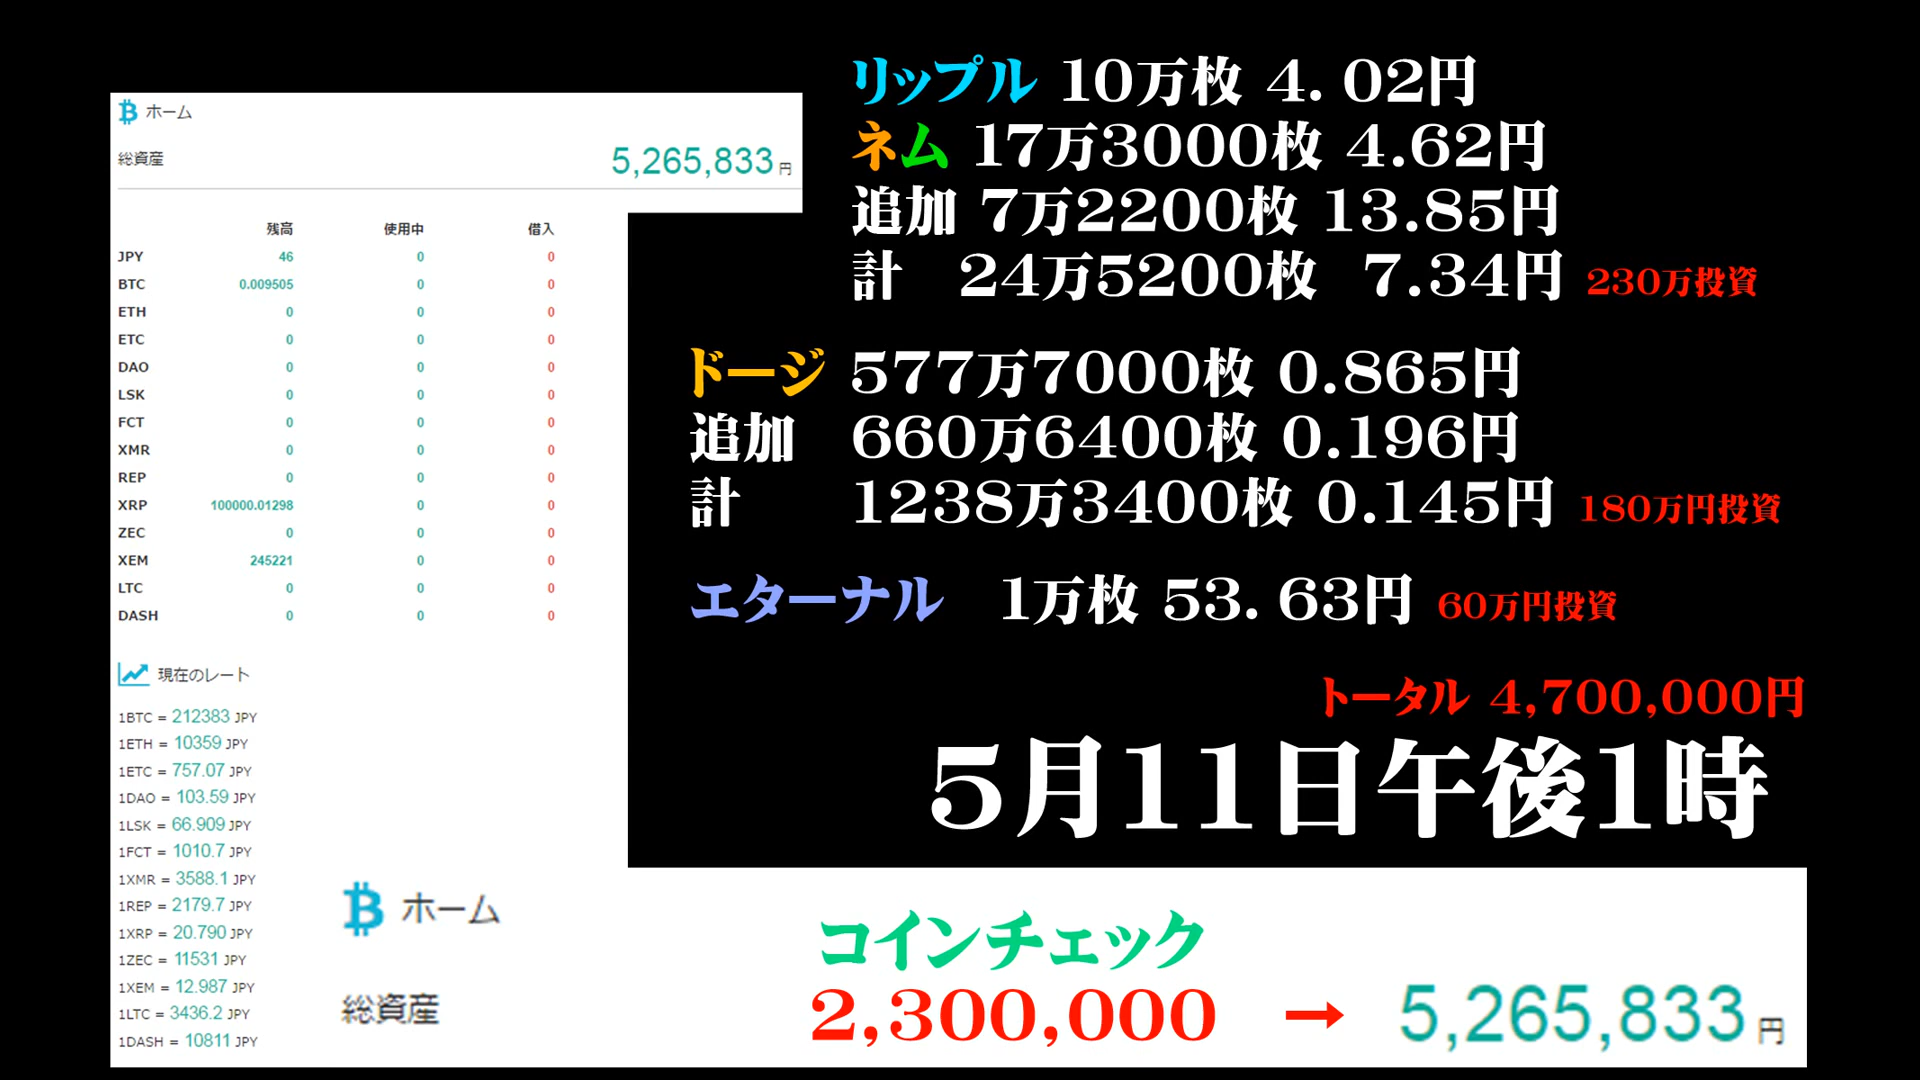 ホーム
総資産 5,265,833 円
残高 使用中 借入
JPY 46 0 0
BTC 0.009505 0 0
ETH 0 0 0
ETC 0 0 0
DAO 0 0 0
LSK 0 0 0
FCT 0 0 0
XMR 0 0 0
REP 0 0 0
XRP 100000.01298 0 0
ZEC 0 0 0
XEM 245221 0 0
LTC 0 0 0
DASH 0 0 0
現在のレート
1BTC = 212383 JPY
1ETH = 10359 JPY
1ETC = 757.07 JPY
1DAO = 103.59 JPY
1LSK = 66.909 JPY
1FCT = 1010.7 JPY
1XMR = 3588.1 JPY
1REP = 2179.7 JPY
1XRP = 20.790 JPY
1ZEC = 11531 JPY
1XEM = 12.987 JPY
1LTC = 3436.2 JPY
1DASH = 10811 JPY
リップル 10万枚 4.02円
ネム 17万3000枚 4.62円
追加 7万2200枚 13.85円
計 24万5200枚 7.34円 230万投資
ドージ 577万7000枚 0.865円
追加 660万6400枚 0.196円
計 1238万3400枚 0.145円 180万円投資
エターナル 1万枚 53.63円 60万円投資
トータル 4,700,000円
5月11日午後1時
ホーム
総資産
コインチェック
2,300,000 → 5,265,833 円